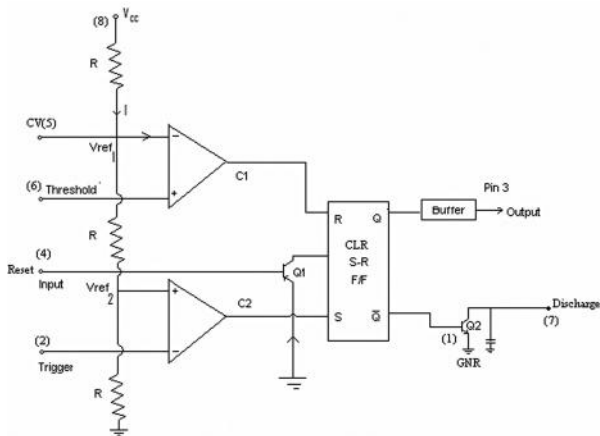 (8) Vcc
R
I
CV(5)
Vref 1
(6) Threshold
C1
Pin 3
R Q Buffer Output
R
CLR
S-R
F/F
(4)
Reset
Input
Q1
Vref 2
C2
S Q̅
Discharge
(7)
(2)
Trigger
(1) Q2
GNR
R